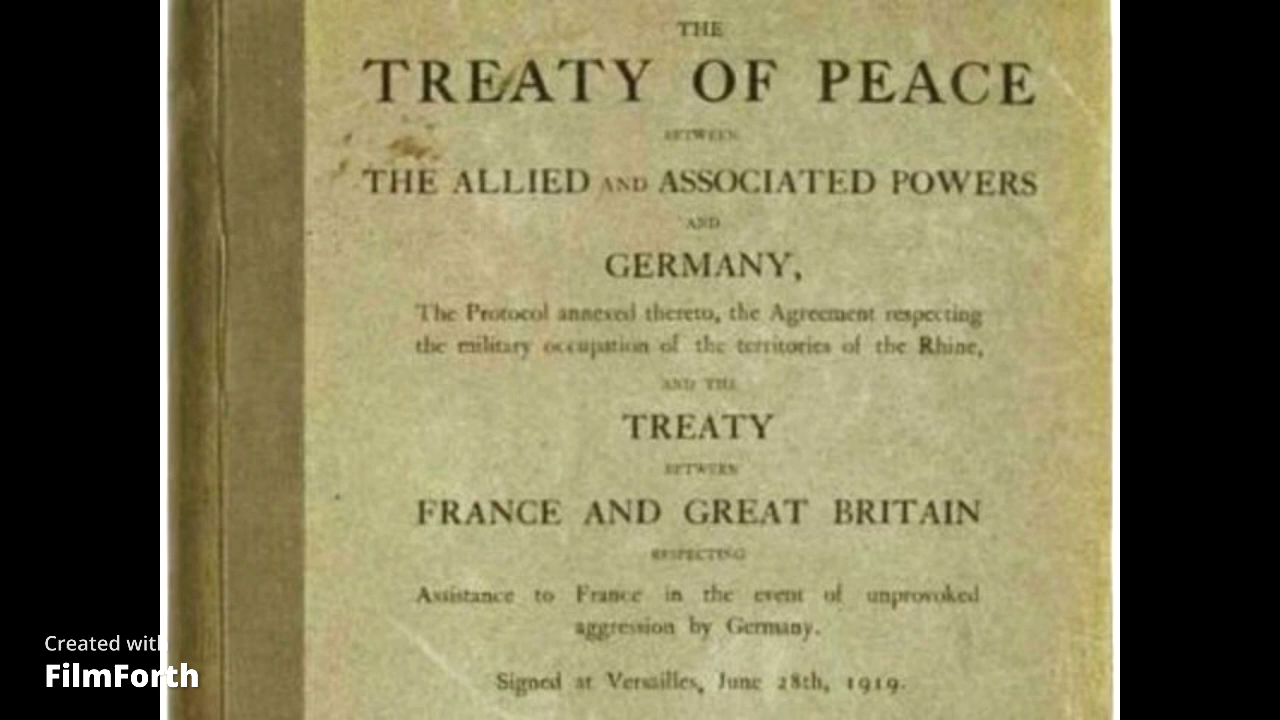 THE
TREATY OF PEACE
BETWEEN
THE ALLIED AND ASSOCIATED POWERS
AND
GERMANY,
The Protocol annexed thereto, the Agreement respecting
the military occupation of the territories of the Rhine,
AND THE
TREATY
BETWEEN
FRANCE AND GREAT BRITAIN
RESPECTING
Assistance to France in the event of unprovoked
aggression by Germany.
Signed at Versailles, June 28th, 1919.
Created with
FilmForth